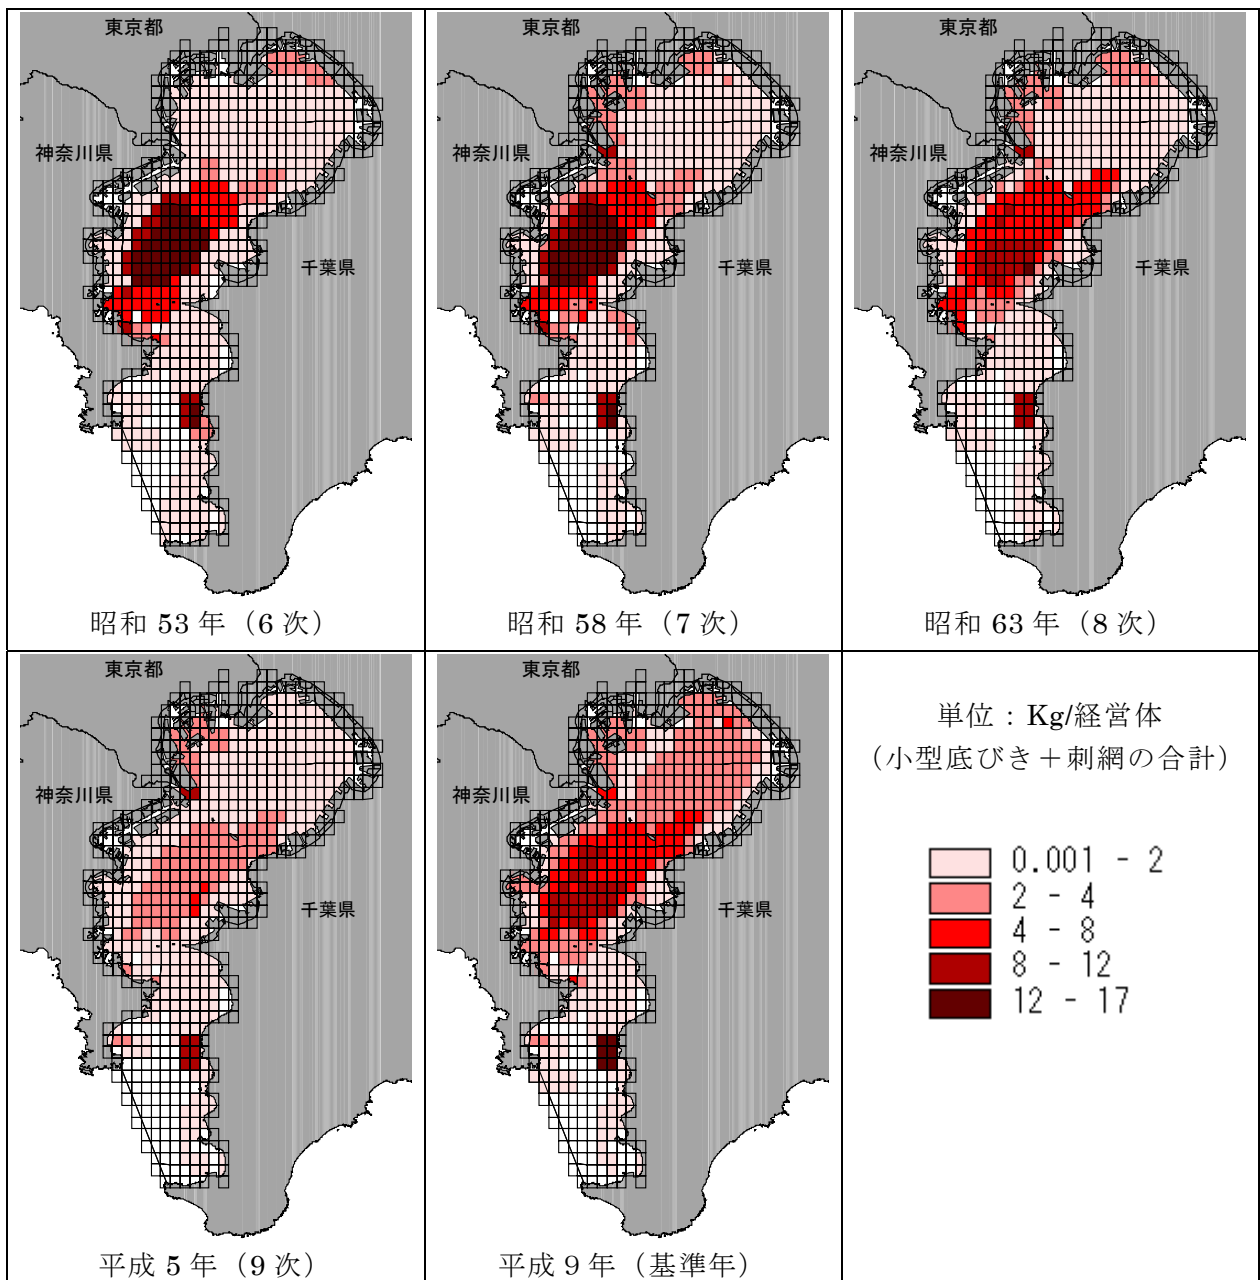 東京都
神奈川県
千葉県
昭和 53 年（6 次）
東京都
神奈川県
千葉県
昭和 58 年（7 次）
東京都
神奈川県
千葉県
昭和 63 年（8 次）
東京都
神奈川県
千葉県
平成 5 年（9 次）
東京都
神奈川県
千葉県
平成 9 年（基準年）
単位：Kg/経営体
（小型底びき＋刺網の合計）
0.001 - 2
2 - 4
4 - 8
8 - 12
12 - 17